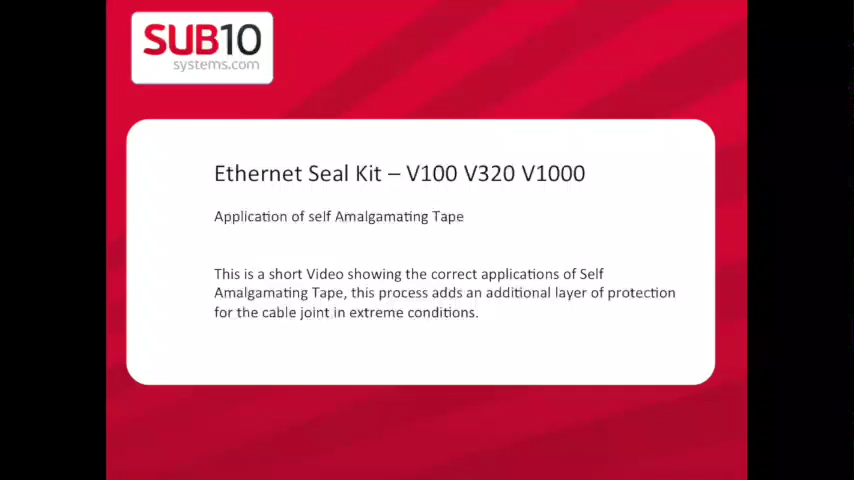 SUB10
systems.com
Ethernet Seal Kit – V100 V320 V1000
Application of self Amalgamating Tape
This is a short Video showing the correct applications of Self
Amalgamating Tape, this process adds an additional layer of protection
for the cable joint in extreme conditions.